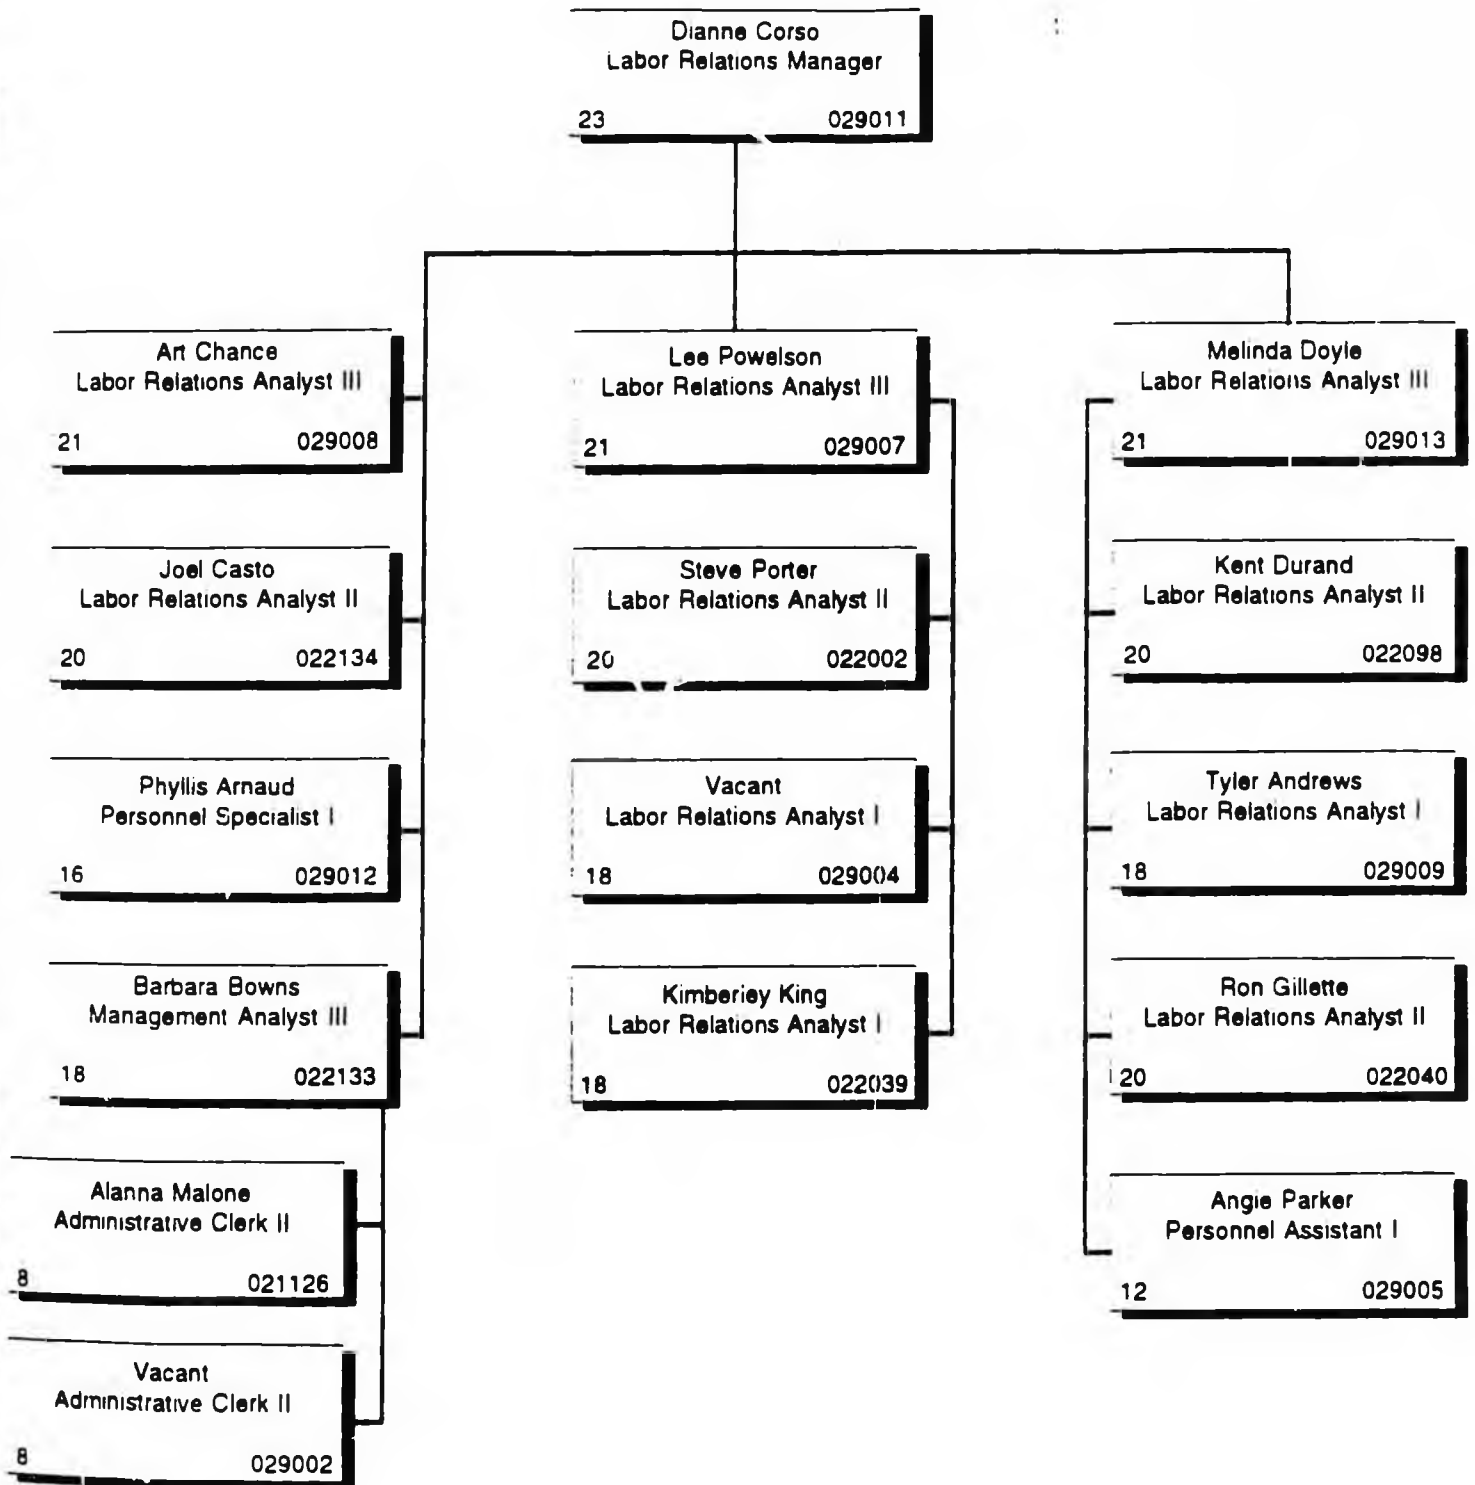 Dianne Corso
Labor Relations Manager
23 029011
Art Chance
Labor Relations Analyst III
21 029008
Joel Casto
Labor Relations Analyst II
20 022134
Phyllis Arnaud
Personnel Specialist I
16 029012
Barbara Bowns
Management Analyst III
18 022133
Alanna Malone
Administrative Clerk II
8 021126
Vacant
Administrative Clerk II
8 029002
Lee Powelson
Labor Relations Analyst III
21 029007
Steve Porter
Labor Relations Analyst II
20 022002
Vacant
Labor Relations Analyst I
18 029004
Kimberley King
Labor Relations Analyst I
18 022039
Melinda Doyle
Labor Relations Analyst III
21 029013
Kent Durand
Labor Relations Analyst II
20 022098
Tyler Andrews
Labor Relations Analyst I
18 029009
Ron Gillette
Labor Relations Analyst II
20 022040
Angie Parker
Personnel Assistant I
12 029005